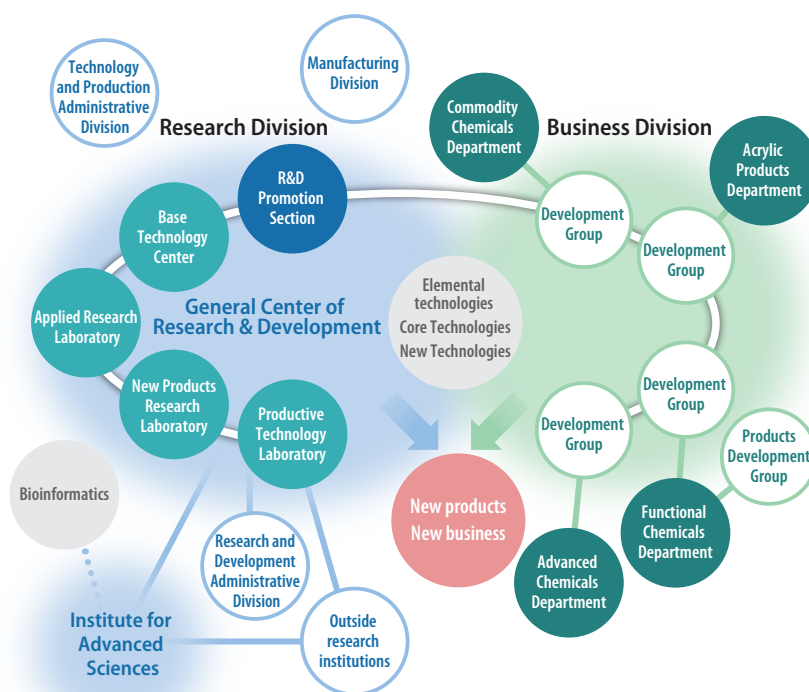 Technology
and Production
Administrative
Division
Manufacturing
Division
Research Division
Business Division
Commodity
Chemicals
Department
Acrylic
Products
Department
R&D
Promotion
Section
Base
Technology
Center
Development
Group
Development
Group
Applied Research
Laboratory
General Center of
Research & Development
Elemental
technologies
Core Technologies
New Technologies
New Products
Research
Laboratory
Productive
Technology
Laboratory
Development
Group
Development
Group
Products
Development
Group
Bioinformatics
New products
New business
Functional
Chemicals
Department
Research and
Development
Administrative
Division
Advanced
Chemicals
Department
Institute for
Advanced
Sciences
Outside
research
institutions